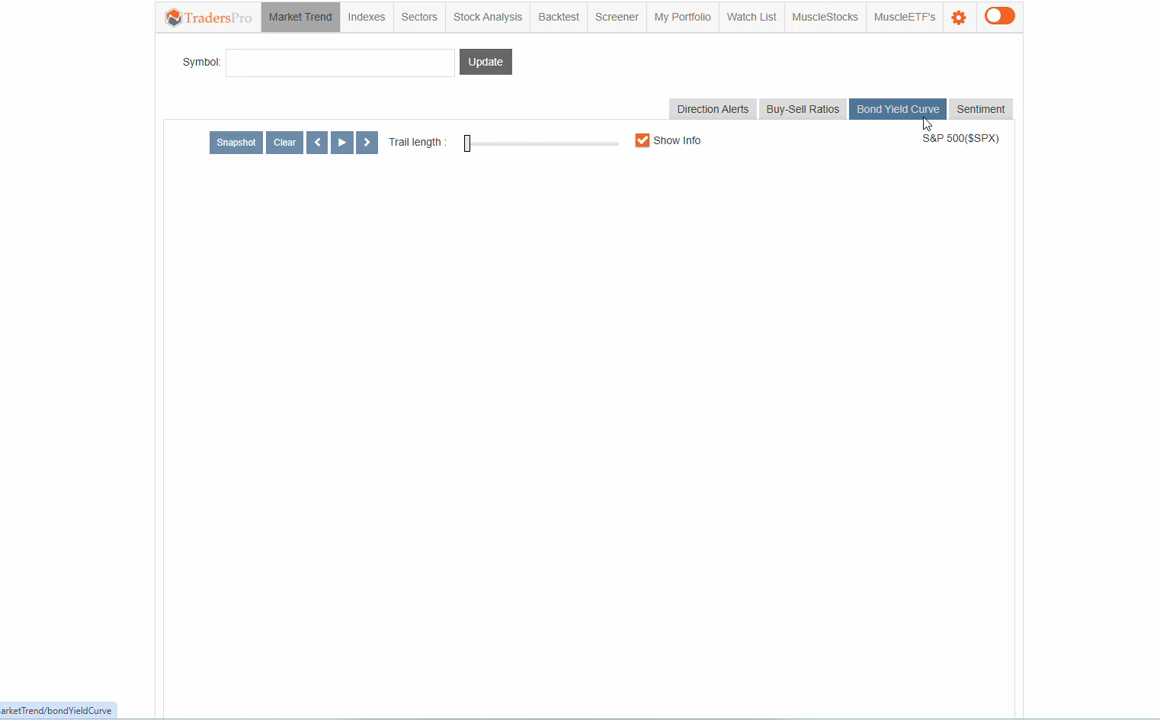 TradersPro Market Trend Indexes Sectors Stock Analysis Backtest Screener My Portfolio Watch List MuscleStocks MuscleETF's
Symbol: Update
Direction Alerts Buy-Sell Ratios Bond Yield Curve Sentiment
Snapshot Clear Trail length : Show Info S&P 500($SPX)
arketTrend/bondYieldCurve